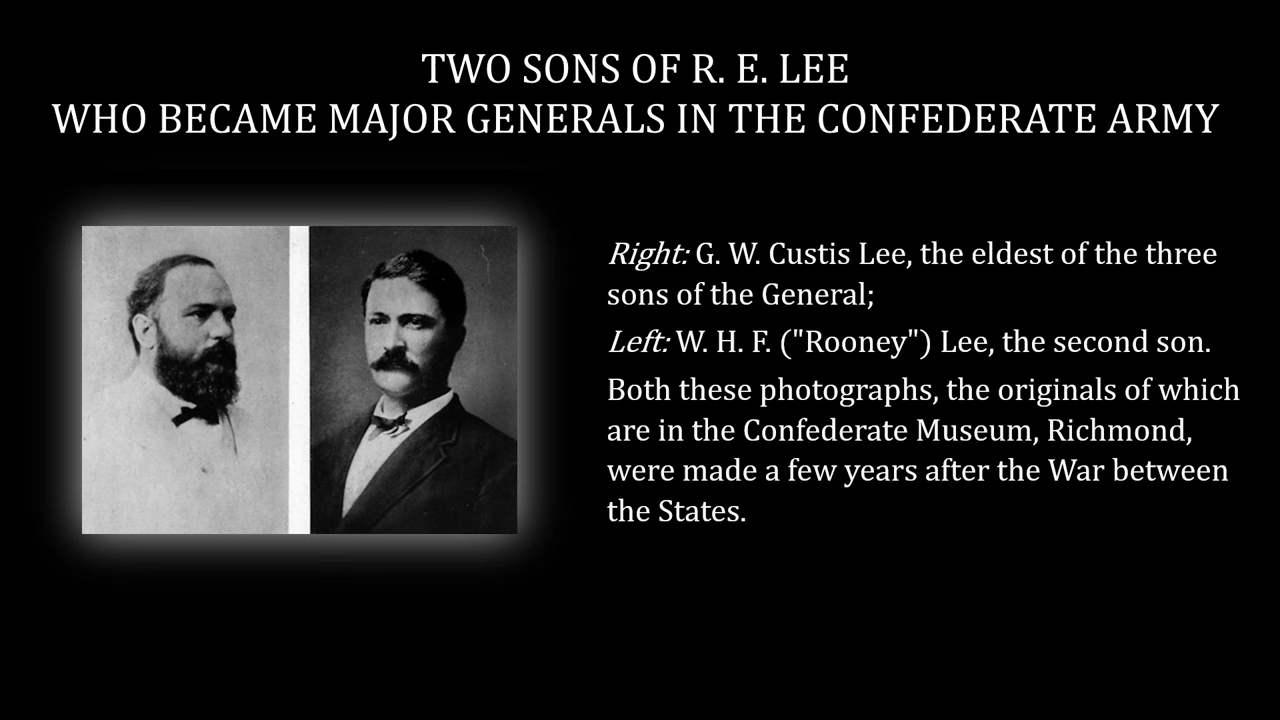 TWO SONS OF R. E. LEE
WHO BECAME MAJOR GENERALS IN THE CONFEDERATE ARMY
Right: G. W. Custis Lee, the eldest of the three
sons of the General;
Left: W. H. F. ("Rooney") Lee, the second son.
Both these photographs, the originals of which
are in the Confederate Museum, Richmond,
were made a few years after the War between
the States.